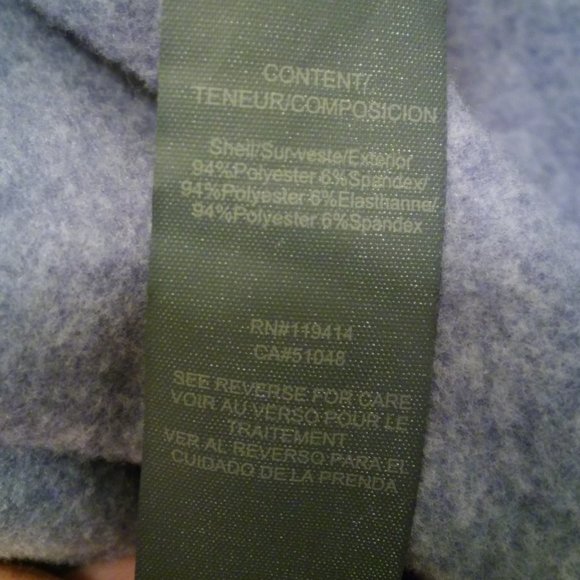 CONTENT/
TENEUR/COMPOSICION
Shell/Sur-veste/Exterior
94%Polyester 6%Spandex/
94%Polyester 6%Elasthanne/
94%Polyester 6%Spandex
RN#119414
CA#51048
SEE REVERSE FOR CARE
VOIR AU VERSO POUR LE
TRAITEMENT
VER AL REVERSO PARA EL
CUIDADO DE LA PRENDA